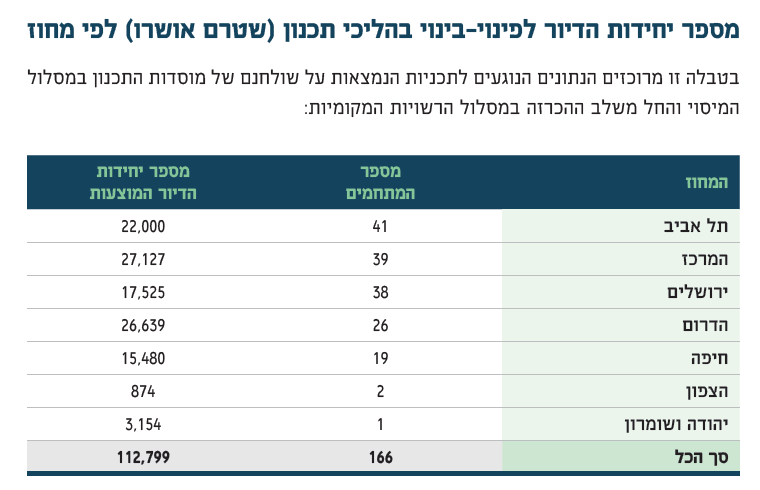 מספר יחידות הדיור לפינוי-בינוי בהליכי תכנון (שטרם אושרו) לפי מחוז
בטבלה זו מרוכזים הנתונים הנוגעים לתכניות הנמצאות על שולחנם של מוסדות התכנון במסלול
המיסוי והחל משלב ההכרזה במסלול הרשויות המקומיות:
המחוז מספר המתחמים מספר יחידות הדיור המוצעות
תל אביב 41 22,000
המרכז 39 27,127
ירושלים 38 17,525
הדרום 26 26,639
חיפה 19 15,480
הצפון 2 874
יהודה ושומרון 1 3,154
סך הכל 166 112,799